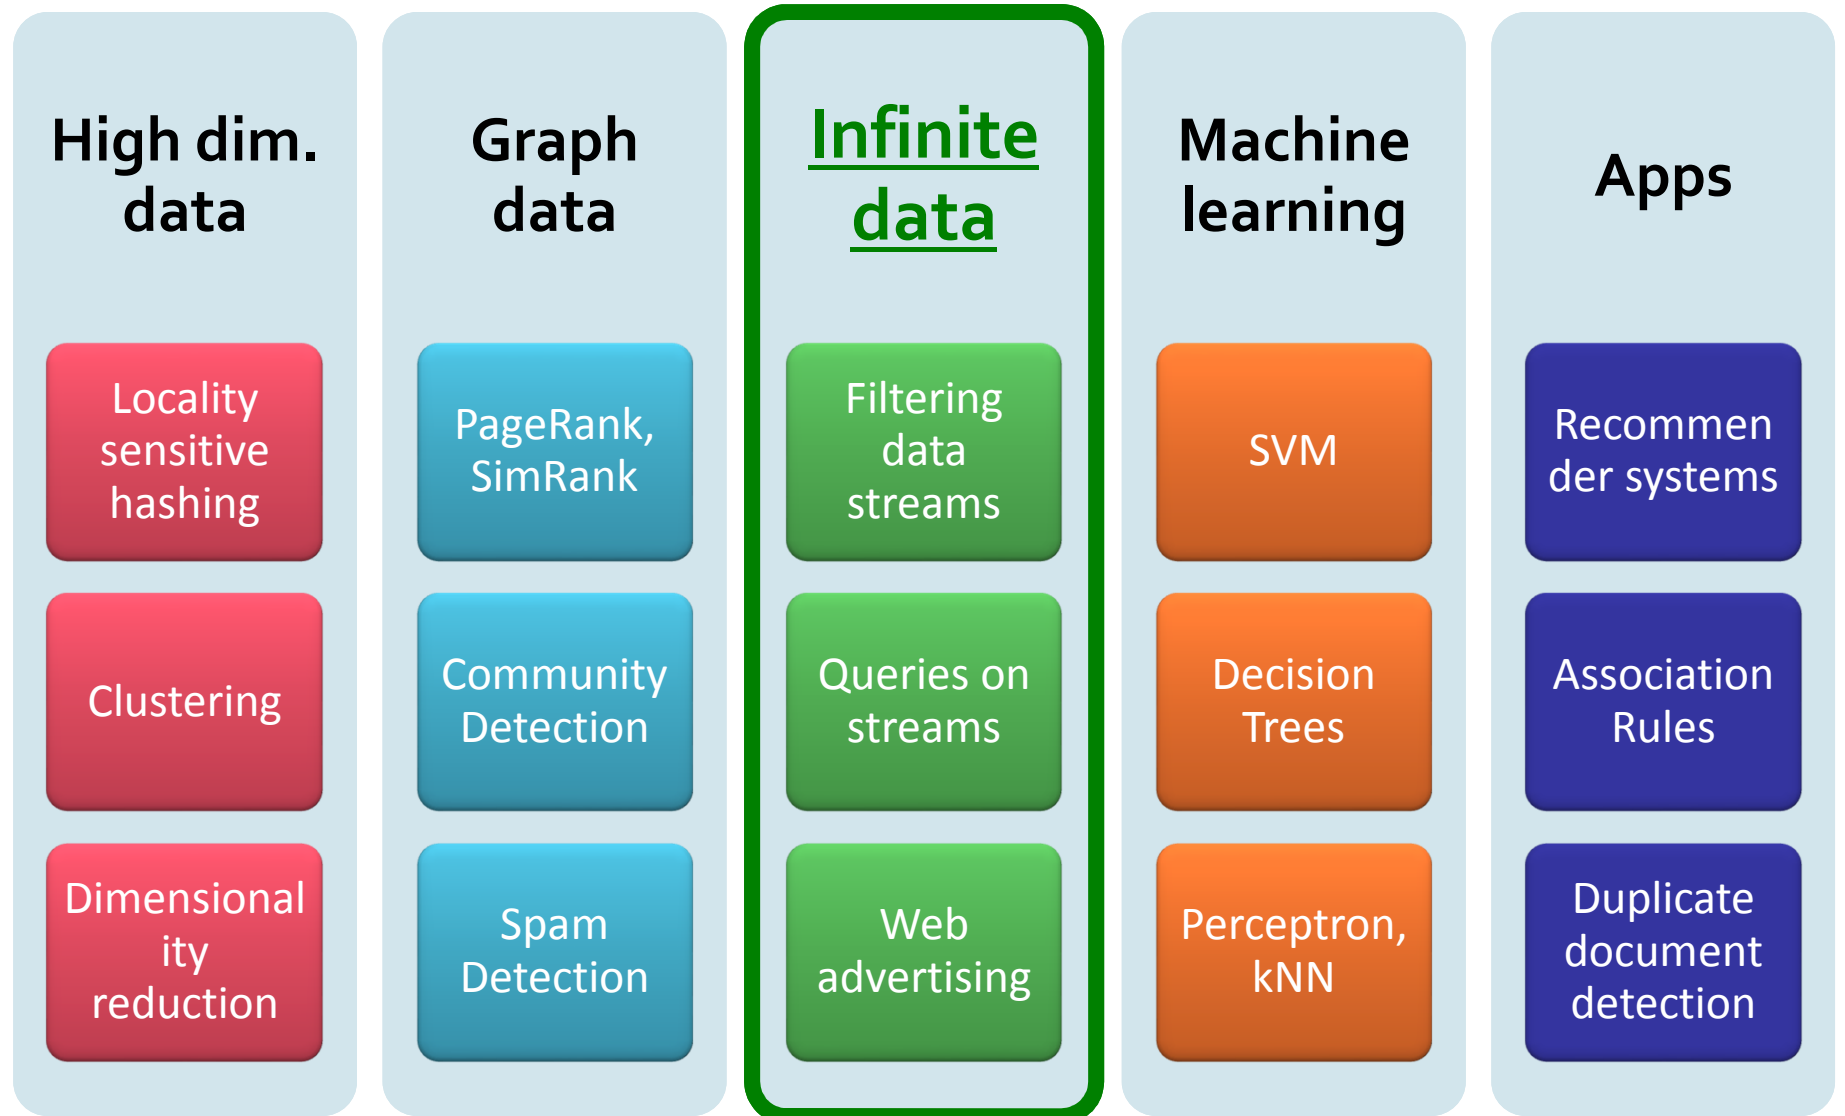 High dim.
data
Locality
sensitive
hashing
Clustering
Dimensional
ity
reduction
Graph
data
PageRank,
SimRank
Community
Detection
Spam
Detection
Infinite
data
Filtering
data
streams
Queries on
streams
Web
advertising
Machine
learning
SVM
Decision
Trees
Perceptron,
kNN
Apps
Recommen
der systems
Association
Rules
Duplicate
document
detection